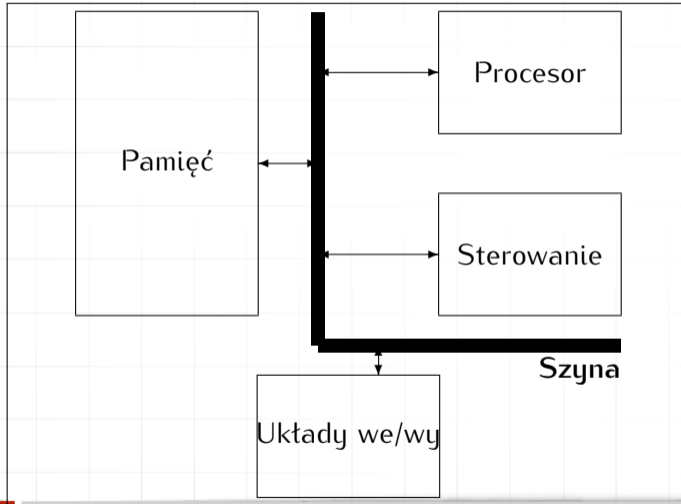 Procesor
Pamięć
Sterowanie
Szyna
Układy we/wy